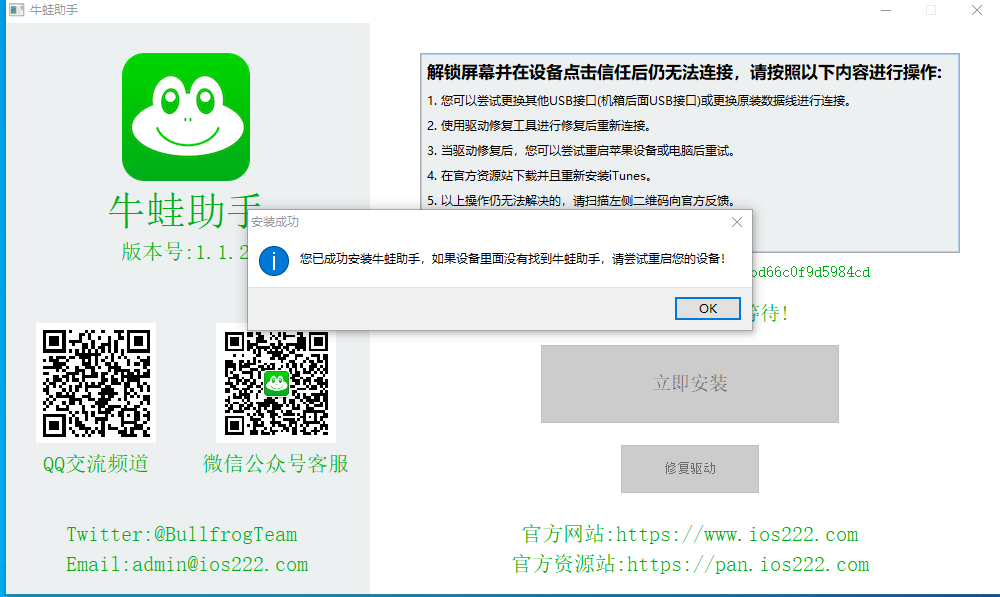 牛蛙助手
牛蛙助手
版本号:1.1.2
QQ交流频道
微信公众号客服
Twitter:@BullfrogTeam
Email:admin@ios222.com
解锁屏幕并在设备点击信任后仍无法连接，请按照以下内容进行操作:
1. 您可以尝试更换其他USB接口(机箱后面USB接口)或更换原装数据线进行连接。
2. 使用驱动修复工具进行修复后重新连接。
3. 当驱动修复后，您可以尝试重启苹果设备或电脑后重试。
4. 在官方资源站下载并且重新安装iTunes。
5. 以上操作仍无法解决的，请扫描左侧二维码向官方反馈。
安装成功
您已成功安装牛蛙助手，如果设备里面没有找到牛蛙助手，请尝试重启您的设备！
OK
d66c0f9d5984cd
等待!
立即安装
修复驱动
官方网站:https://www.ios222.com
官方资源站:https://pan.ios222.com